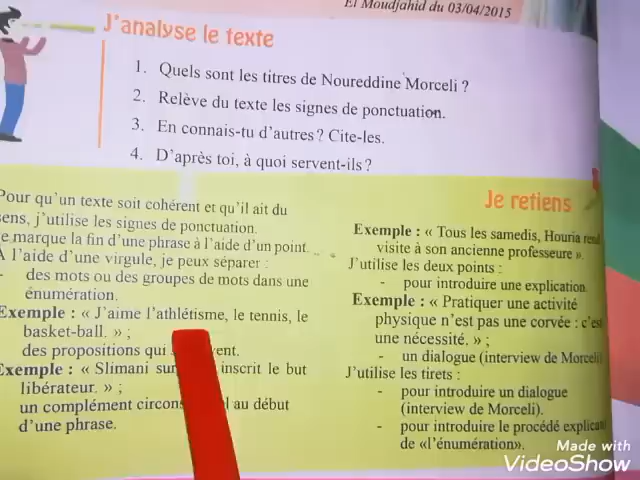 El Moudjahid du 03/04/2015
J'analyse le texte
1. Quels sont les titres de Noureddine Morceli ?
2. Relève du texte les signes de ponctuation.
3. En connais-tu d'autres ? Cite-les.
4. D'après toi, à quoi servent-ils ?
Pour qu'un texte soit cohérent et qu'il ait du
sens, j'utilise les signes de ponctuation.
Je marque la fin d'une phrase à l'aide d'un point.
A l'aide d'une virgule, je peux séparer :
- des mots ou des groupes de mots dans une
énumération.
Exemple : « J'aime l'athlétisme, le tennis, le
basket-ball. » ;
des propositions qui
Exemple : « Slimani inscrit le but
libérateur. » ;
un complément au début
d'une phrase.
Je retiens
Exemple : « Tous les samedis, Houria rend
visite à son ancienne professeure ».
J'utilise les deux points :
- pour introduire une explication.
Exemple : « Pratiquer une activité
physique n'est pas une corvée : c'est
une nécessité. » ;
- un dialogue (interview de Morceli)
J'utilise les tirets :
- pour introduire un dialogue
(interview de Morceli).
- pour introduire le procédé
de «l'énumération».
Made with
VideoShow